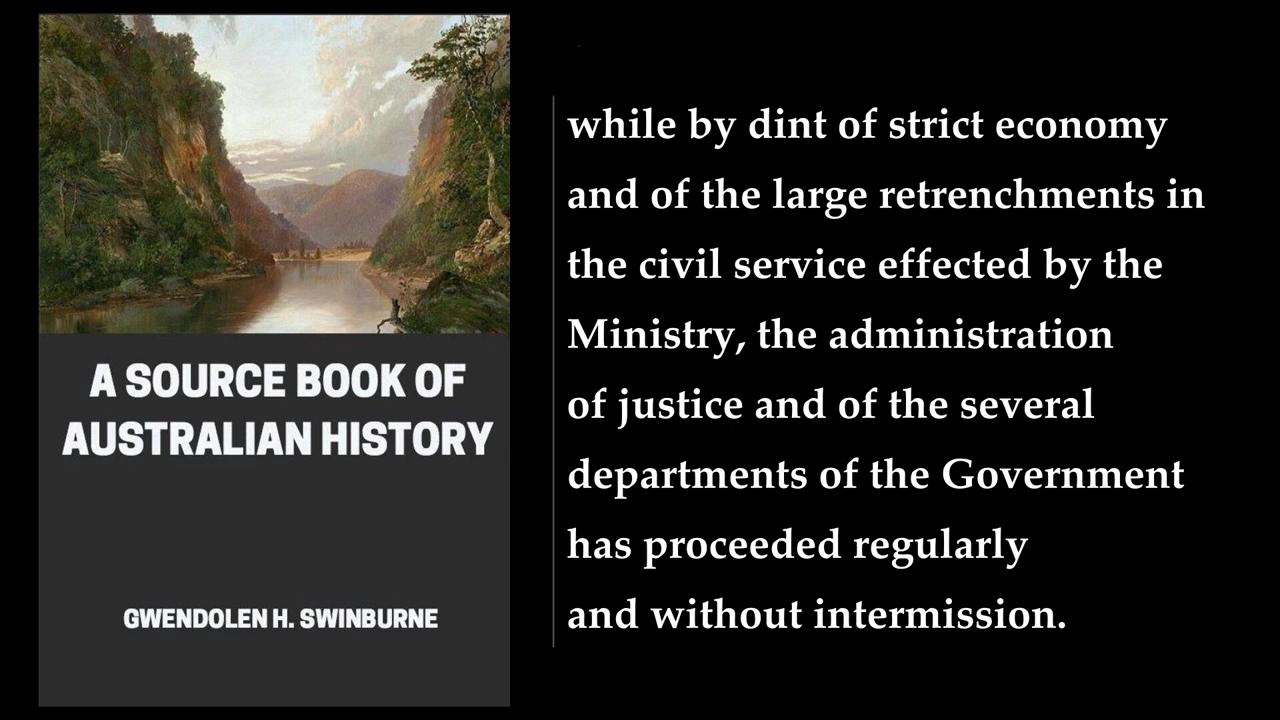 A SOURCE BOOK OF
AUSTRALIAN HISTORY
GWENDOLEN H. SWINBURNE
while by dint of strict economy
and of the large retrenchments in
the civil service effected by the
Ministry, the administration
of justice and of the several
departments of the Government
has proceeded regularly
and without intermission.